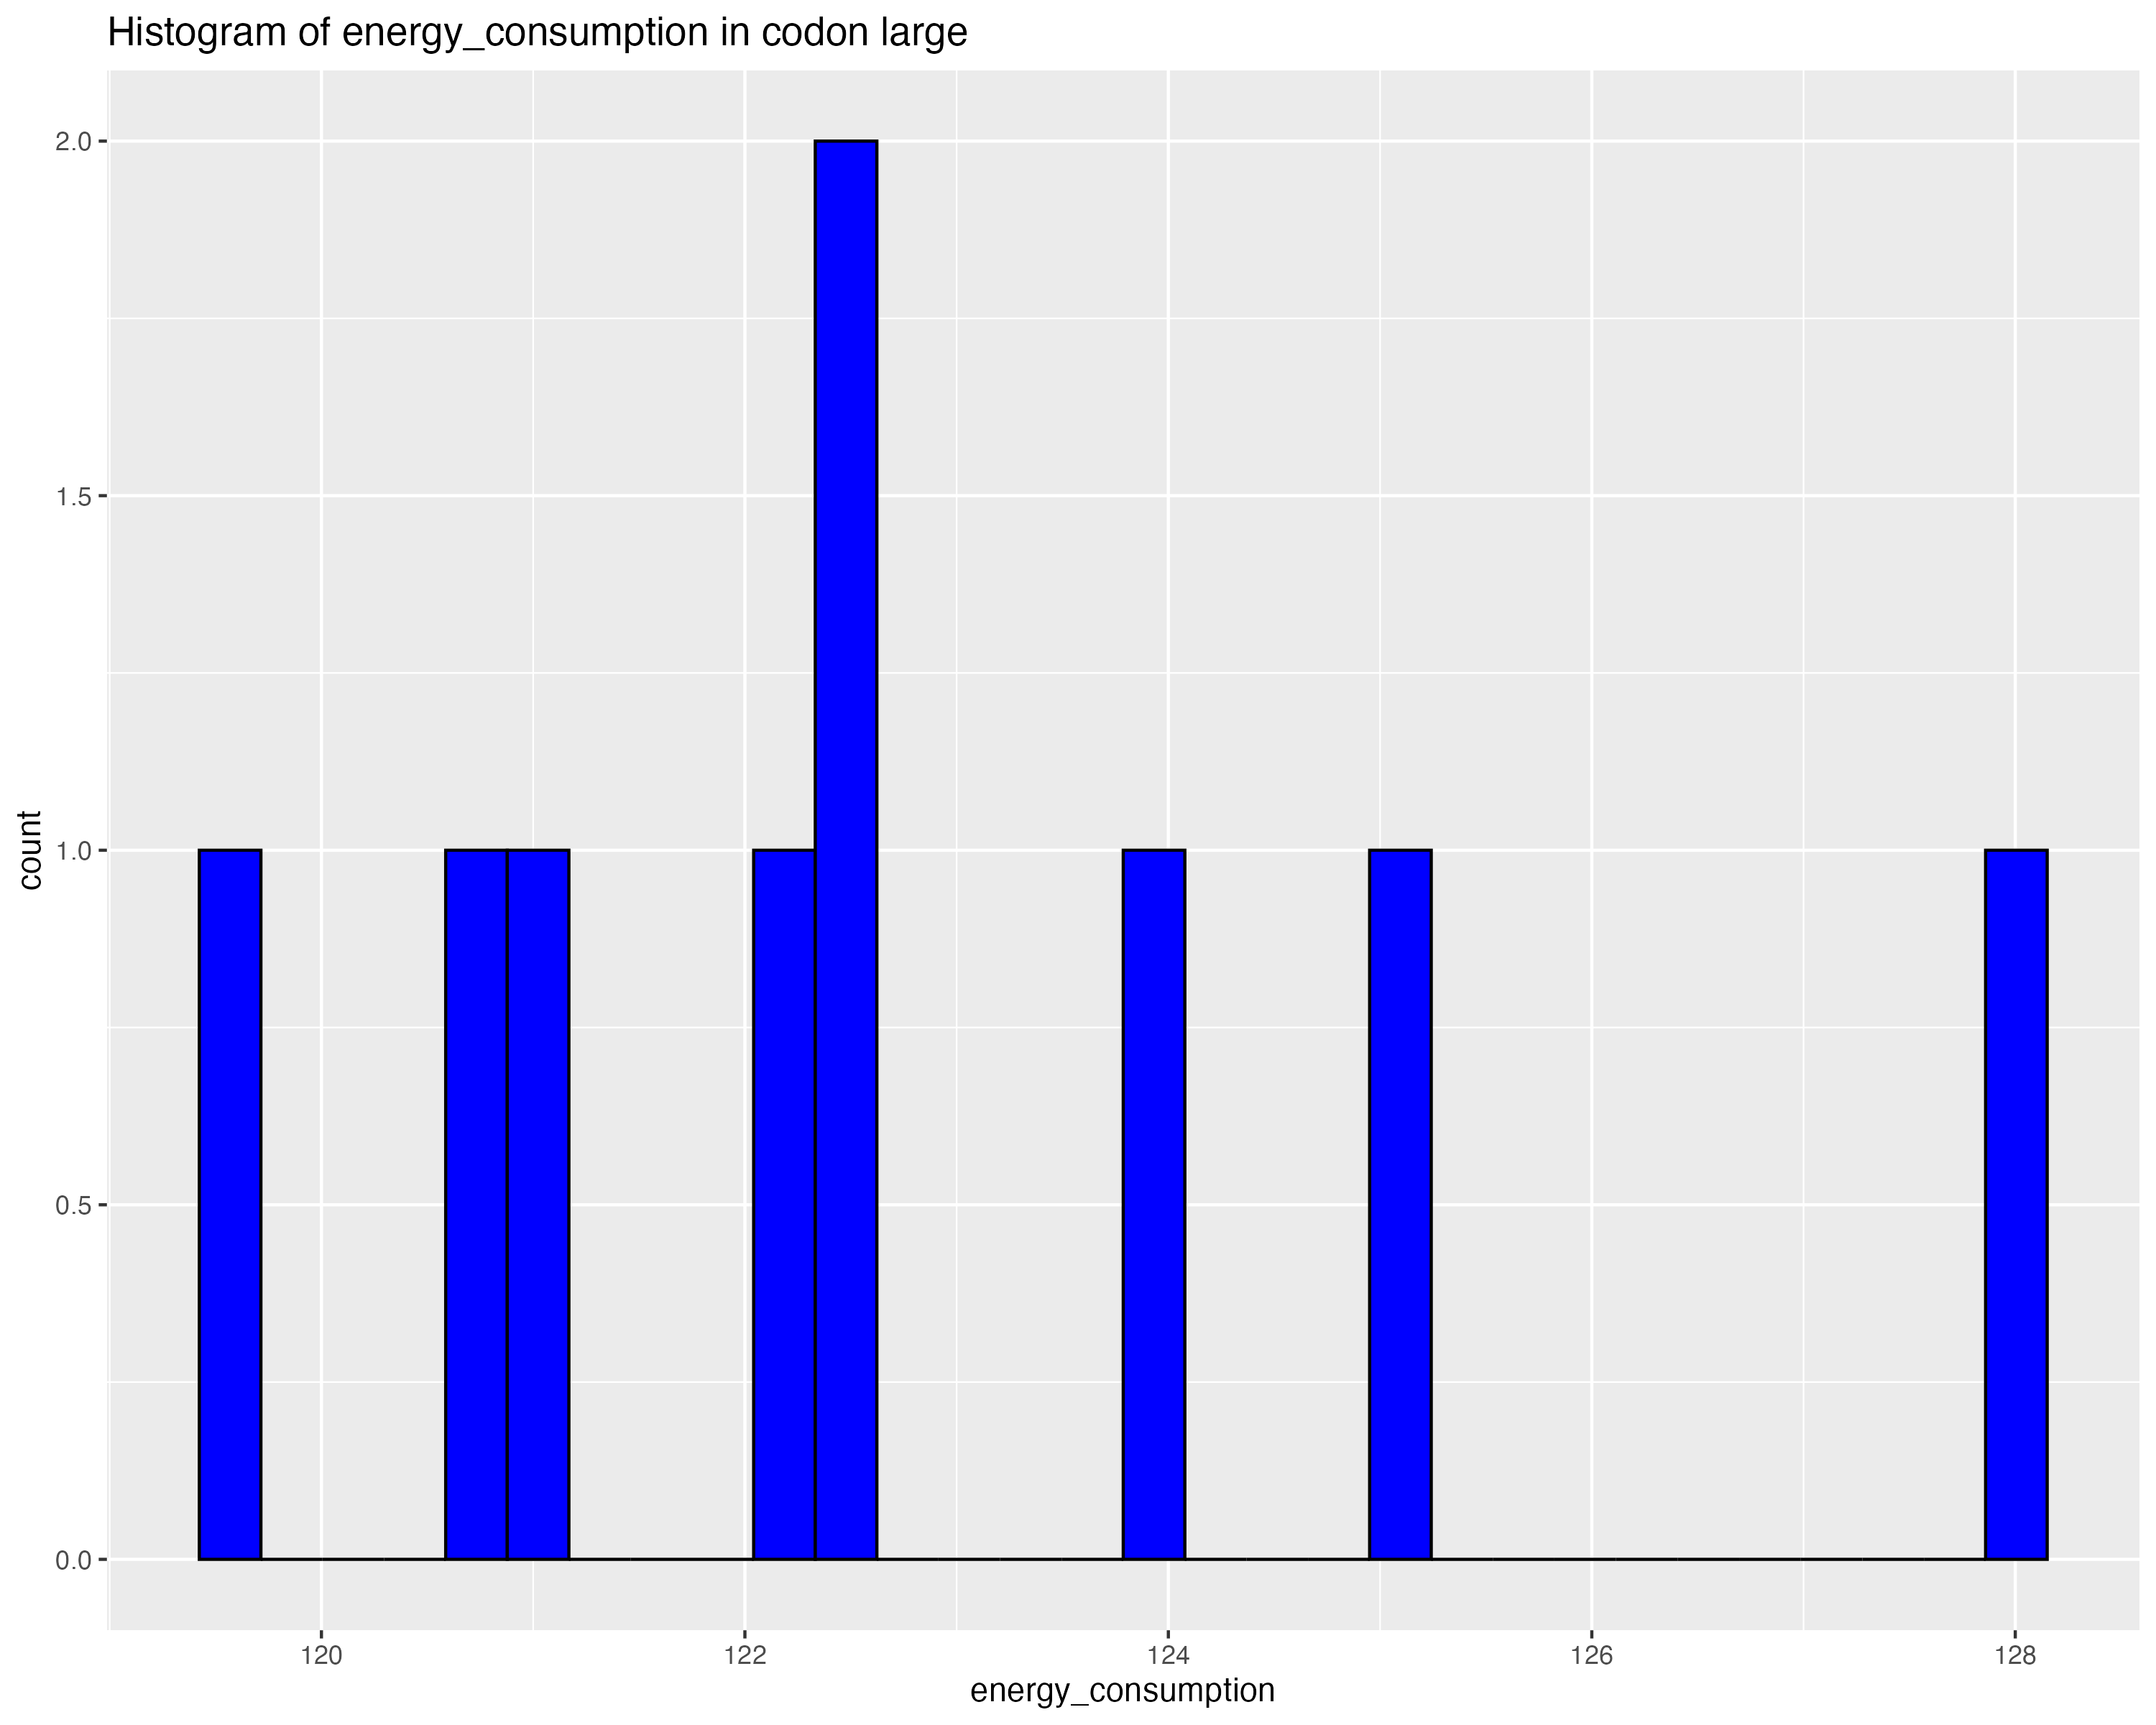 Histogram of energy_consumption in codon large
count
2.0
1.5
1.0
0.5
0.0
120 122 124 126 128
energy_consumption